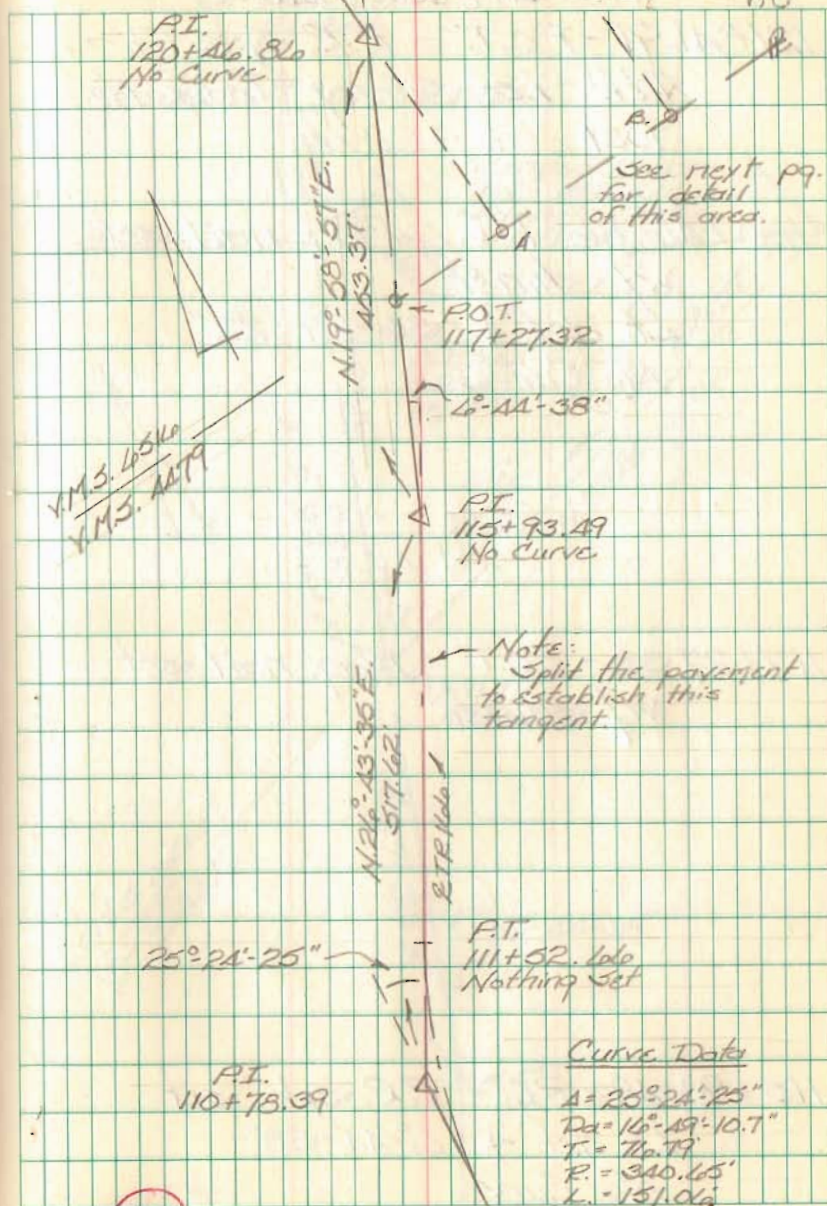 P.I.
120+46.86
No Curve
B.
See next pg.
for detail
of this area.
A
N.19°-58'-57"E.
453.37'
P.O.T.
117+27.32
6°-44'-38"
V.M.S. 6516
V.M.S. 4479
P.I.
115+93.49
No Curve
Note:
Split the pavement
to establish this
tangent.
N.26°-43'-35"E.
517.62'
℄ T.R. 166
25°-24'-25"
P.T.
111+52.66
Nothing Set
P.I.
110+78.39
Curve Data
Δ = 25°-24'-25"
Da = 16°-49'-10.7"
T. = 76.79'
R. = 340.65'
L. = 151.06'